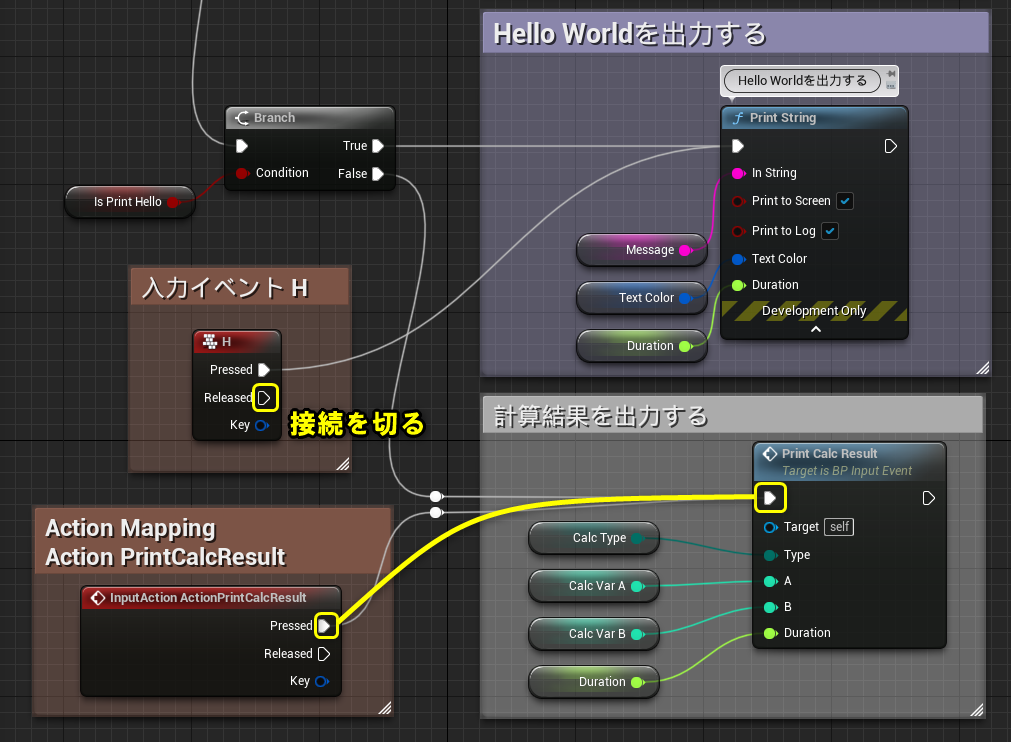 Hello Worldを出力する
Hello Worldを出力する
Print String
In String
Print to Screen
Print to Log
Text Color
Duration
Development Only
Message
Text Color
Duration
Branch
True
Condition
False
Is Print Hello
入力イベント H
H
Pressed
Released
Key
接続を切る
計算結果を出力する
Print Calc Result
Target is BP Input Event
Target self
Type
A
B
Duration
Calc Type
Calc Var A
Calc Var B
Duration
Action Mapping
Action PrintCalcResult
InputAction ActionPrintCalcResult
Pressed
Released
Key